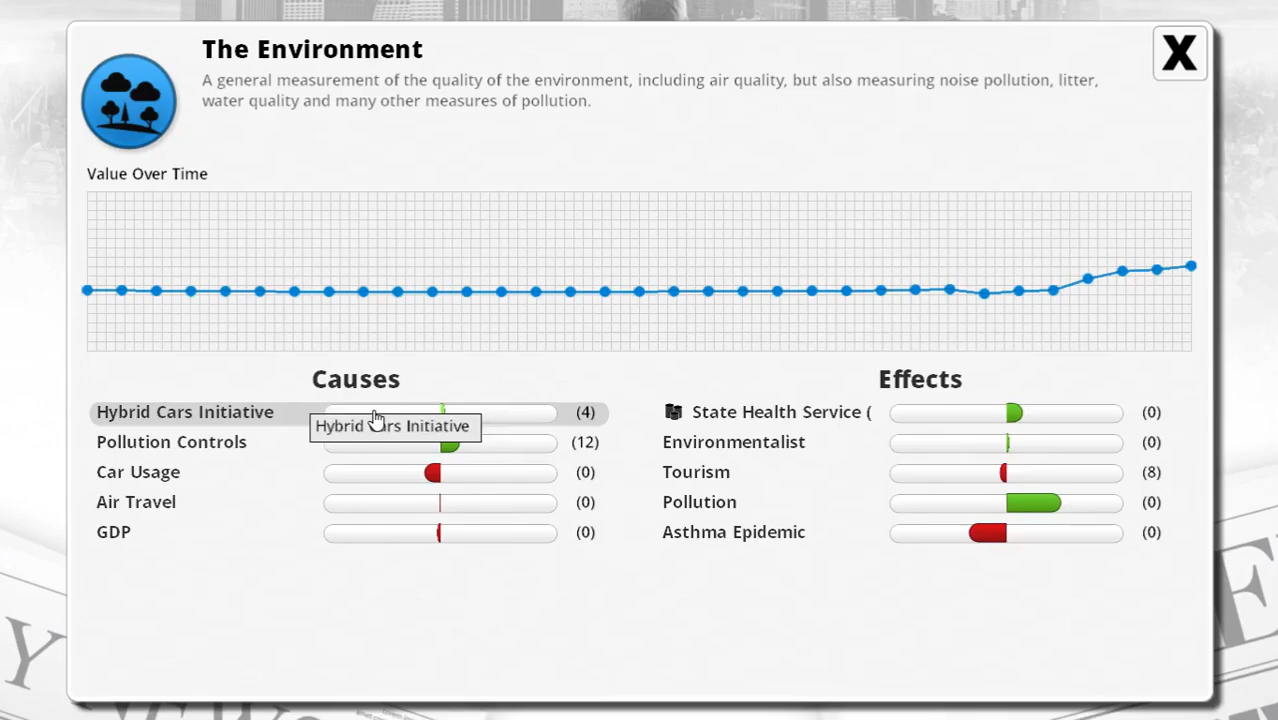 The Environment
X
A general measurement of the quality of the environment, including air quality, but also measuring noise pollution, litter,
water quality and many other measures of pollution.
Value Over Time
Causes
Effects
Hybrid Cars Initiative (4)
Hybrid Cars Initiative
Pollution Controls (12)
Car Usage (0)
Air Travel (0)
GDP (0)
State Health Service ( (0)
Environmentalist (0)
Tourism (8)
Pollution (0)
Asthma Epidemic (0)